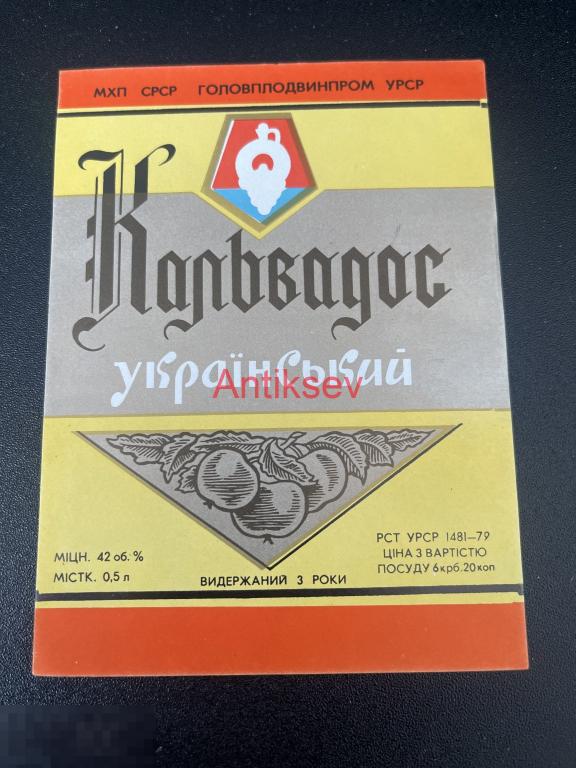 МХП СРСР ГОЛОВПЛОДВИНПРОМ УРСР
Кальвадос
український
Antiksev
МІЦН. 42 об. %
МІСТК. 0,5 л
ВИДЕРЖАНИЙ 3 РОКИ
РСТ УРСР 1481—79
ЦІНА З ВАРТІСТЮ
ПОСУДУ 6крб.20коп